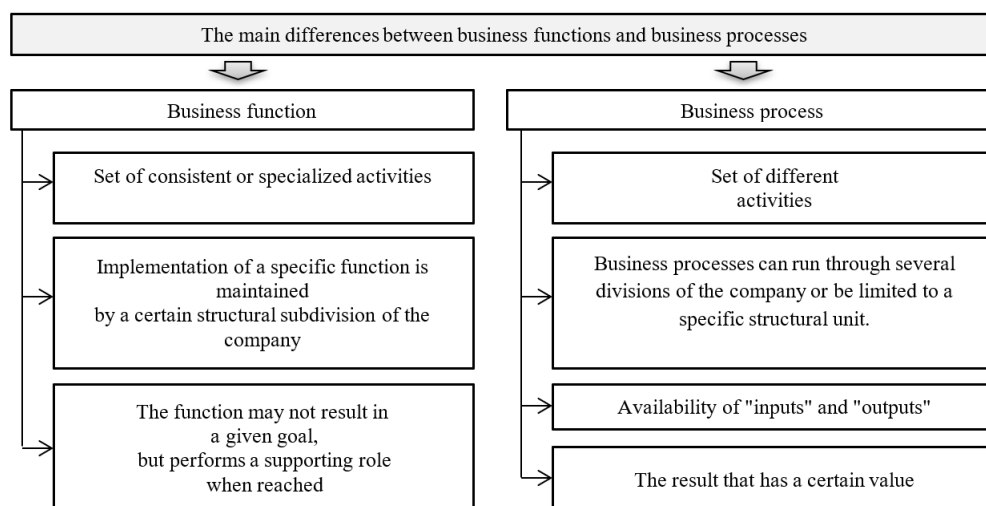 The main differences between business functions and business processes
Business function
Set of consistent or specialized activities
Implementation of a specific function is
maintained
by a certain structural subdivision of the
company
The function may not result in
a given goal,
but performs a supporting role
when reached
Business process
Set of different
activities
Business processes can run through several
divisions of the company or be limited to a
specific structural unit.
Availability of "inputs" and "outputs"
The result that has a certain value